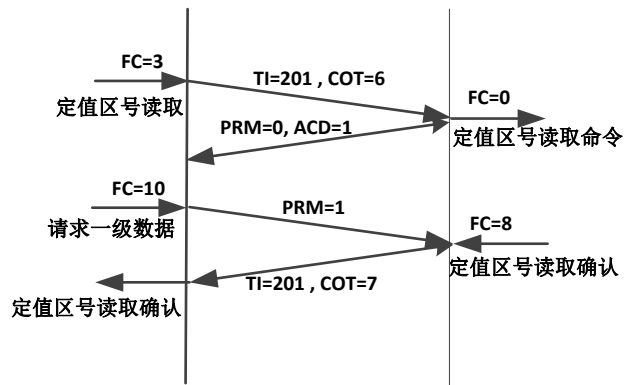 FC=3
TI=201 , COT=6
定值区号读取
FC=0
PRM=0, ACD=1
定值区号读取命令
FC=10
PRM=1
请求一级数据
FC=8
定值区号读取确认
TI=201 , COT=7
定值区号读取确认